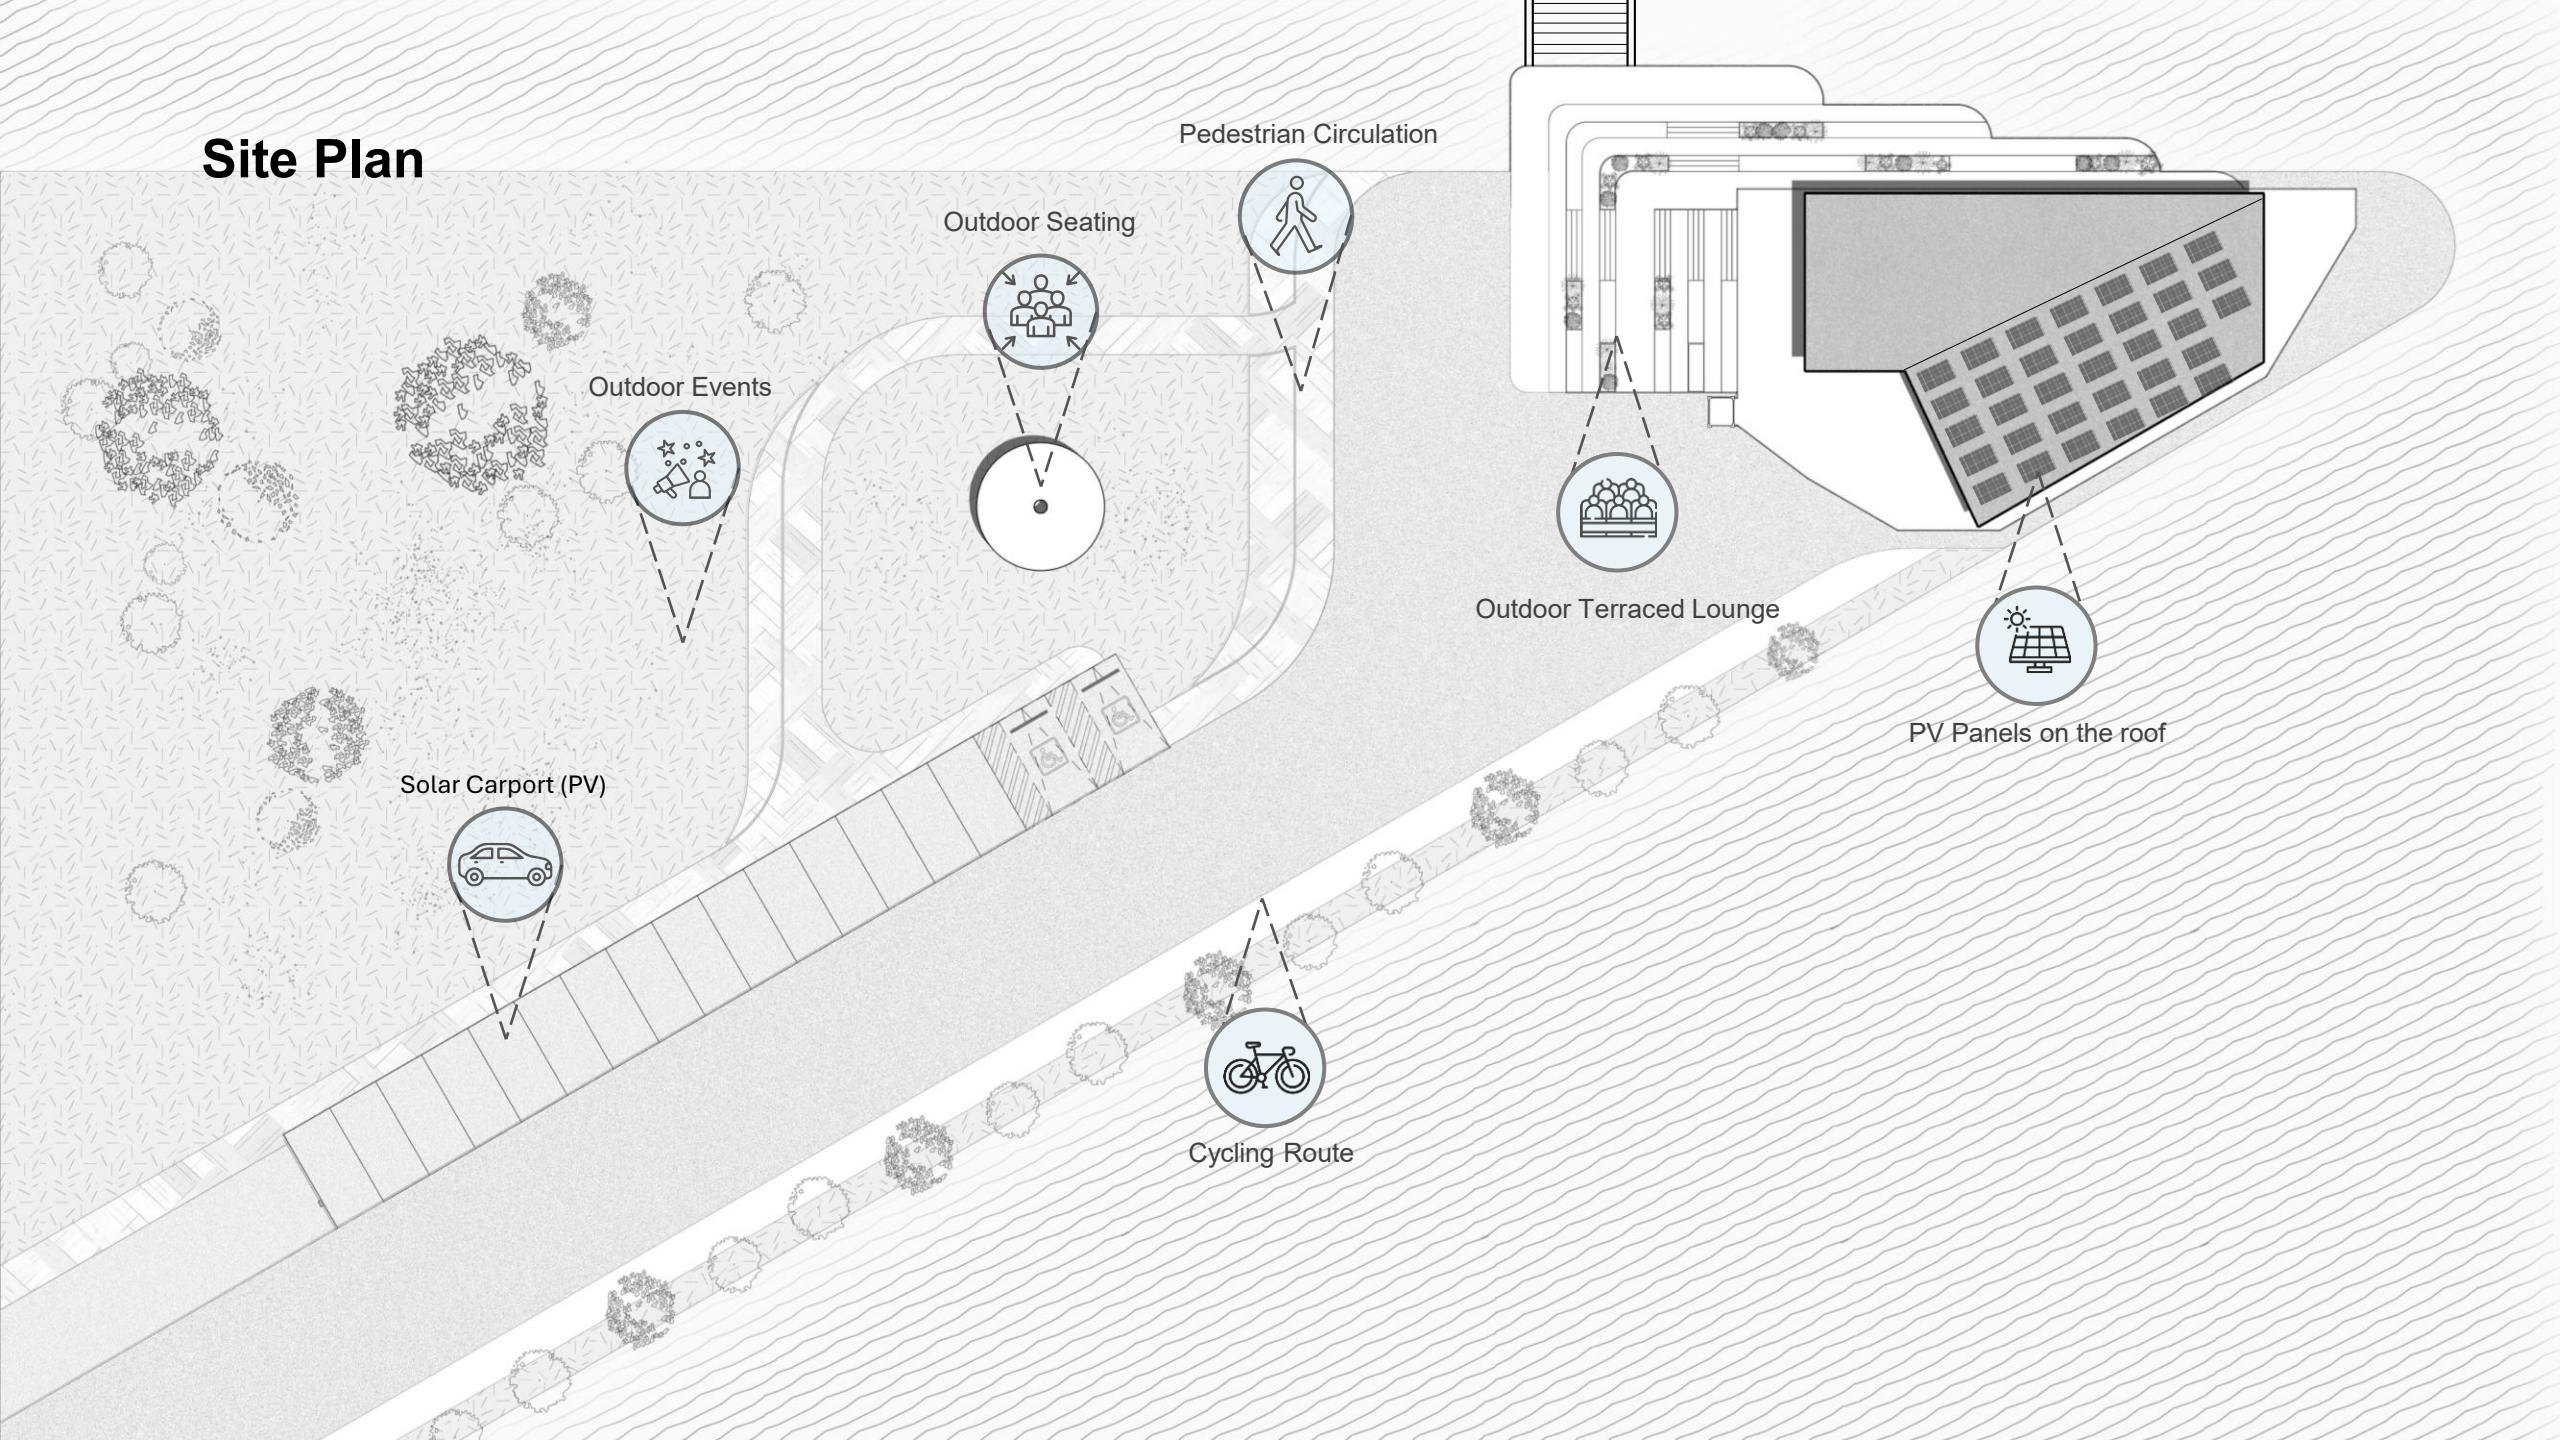 Site Plan
Pedestrian Circulation
Outdoor Seating
Outdoor Events
Outdoor Terraced Lounge
PV Panels on the roof
Solar Carport (PV)
Cycling Route